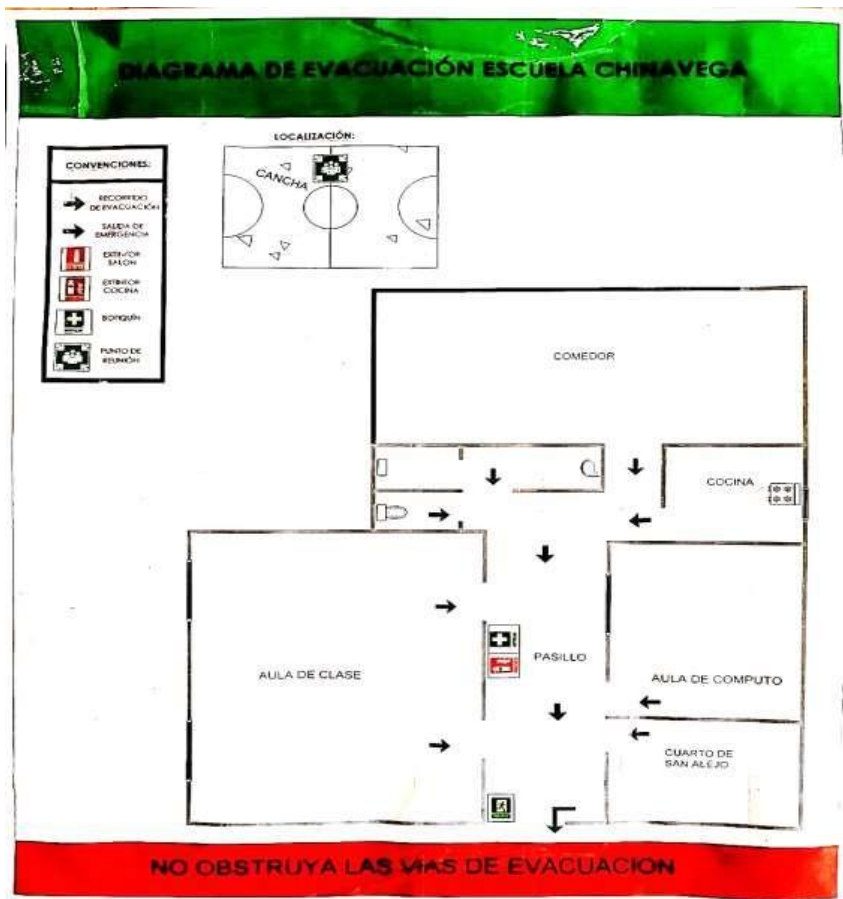 DIAGRAMA DE EVACUACIÓN ESCUELA CHINAVEGA
LOCALIZACIÓN:
CANCHA
CONVENCIONES:
RECORRIDO
DE EVACUACIÓN
SALIDA DE
EMERGENCIA
EXTINTOR
SALON
EXTINTOR
COCINA
BOTIQUÍN
PUNTO DE
REUNIÓN
COMEDOR
COCINA
AULA DE CLASE
PASILLO
AULA DE COMPUTO
CUARTO DE
SAN ALEJO
NO OBSTRUYA LAS VIAS DE EVACUACION